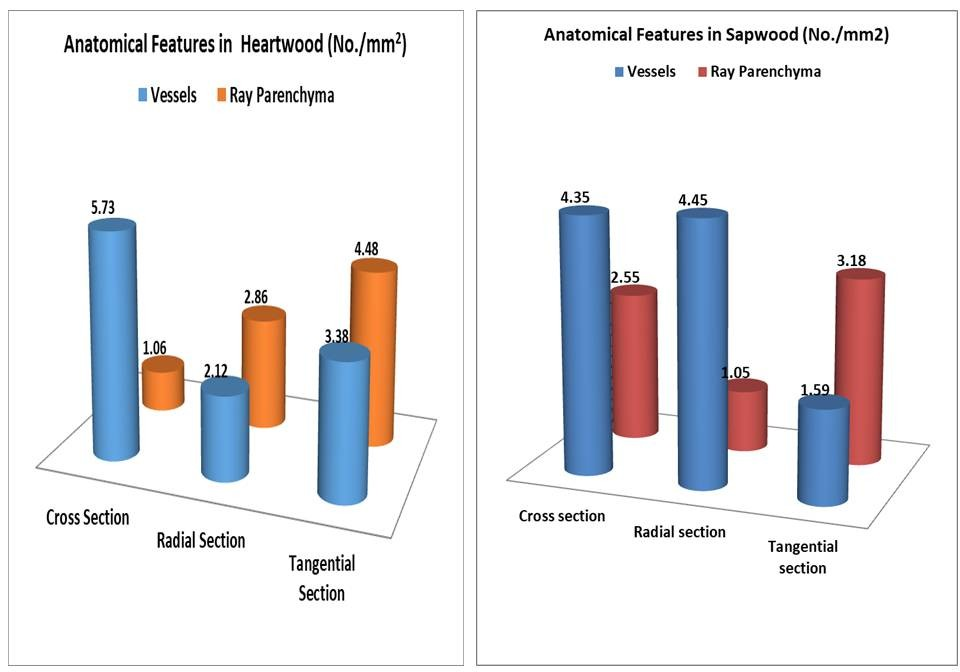 Anatomical Features in Heartwood (No./mm²)
Vessels Ray Parenchyma
5.73
1.06
2.12
2.86
3.38
4.48
Cross Section
Radial Section
Tangential
Section
Anatomical Features in Sapwood (No./mm2)
Vessels Ray Parenchyma
4.35
2.55
4.45
1.05
1.59
3.18
Cross section
Radial section
Tangential
section